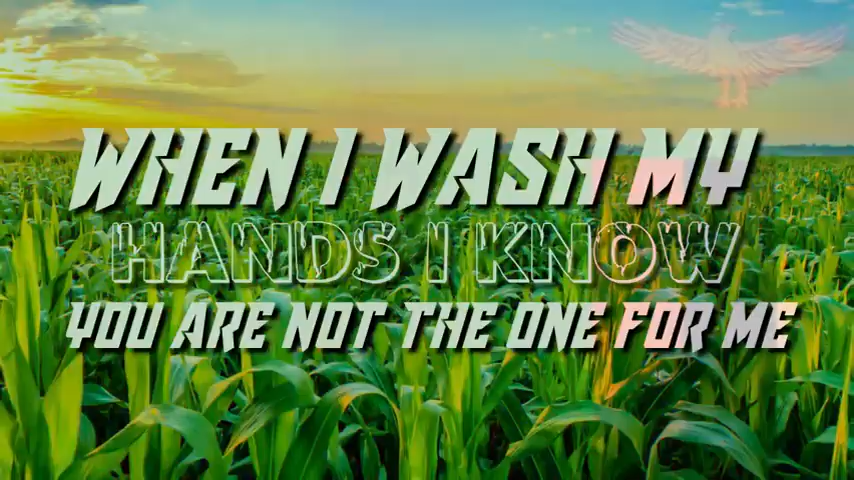 WHEN I WASH MY
HANDS I KNOW
YOU ARE NOT THE ONE FOR ME